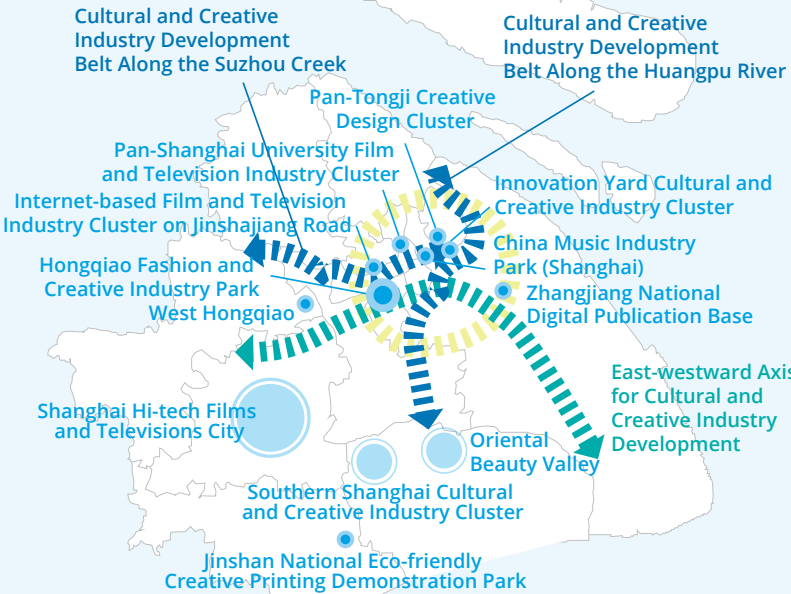 Cultural and Creative
Industry Development
Belt Along the Suzhou Creek
Cultural and Creative
Industry Development
Belt Along the Huangpu River
Pan-Tongji Creative
Design Cluster
Pan-Shanghai University Film
and Television Industry Cluster
Internet-based Film and Television
Industry Cluster on Jinshajiang Road
Innovation Yard Cultural and
Creative Industry Cluster
China Music Industry
Park (Shanghai)
Hongqiao Fashion and
Creative Industry Park
West Hongqiao
Zhangjiang National
Digital Publication Base
East-westward Axis
for Cultural and
Creative Industry
Development
Shanghai Hi-tech Films
and Televisions City
Oriental
Beauty Valley
Southern Shanghai Cultural
and Creative Industry Cluster
Jinshan National Eco-friendly
Creative Printing Demonstration Park